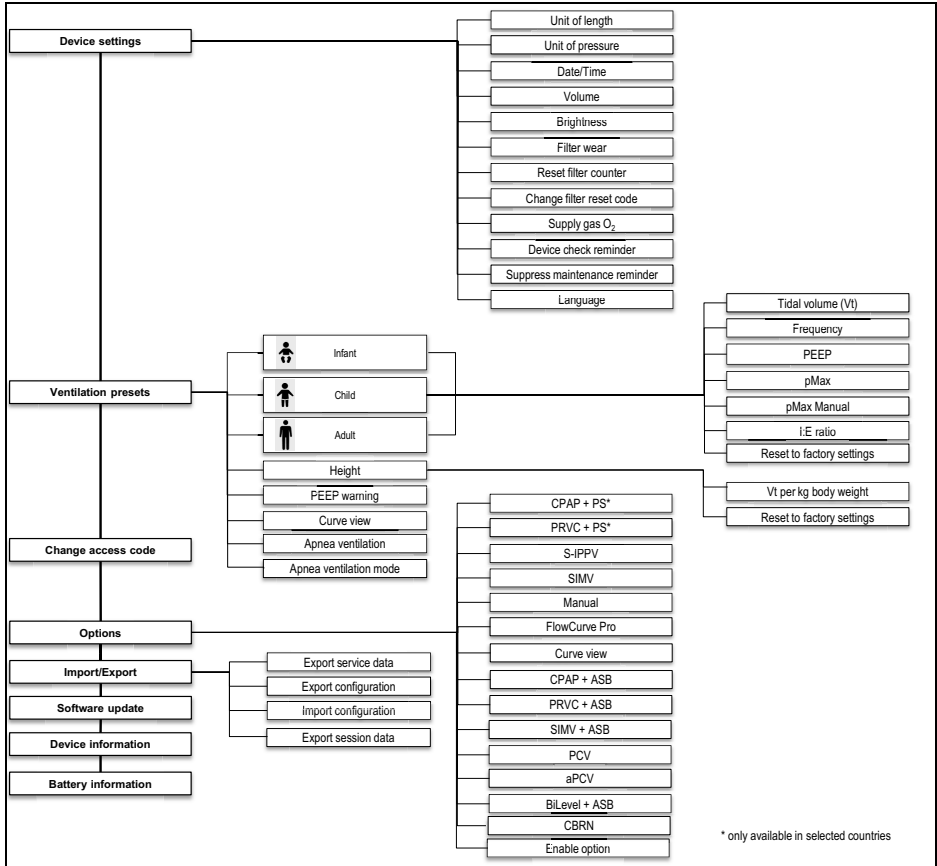 Device settings
Unit of length
Unit of pressure
Date/Time
Volume
Brightness
Filter wear
Reset filter counter
Change filter reset code
Supply gas O₂
Device check reminder
Suppress maintenance reminder
Language
Ventilation presets
Infant
Child
Adult
Height
PEEP warning
Curve view
Apnea ventilation
Apnea ventilation mode
Tidal volume (Vt)
Frequency
PEEP
pMax
pMax Manual
I:E ratio
Reset to factory settings
Vt per kg body weight
Reset to factory settings
Change access code
Options
CPAP + PS*
PRVC + PS*
S-IPPV
SIMV
Manual
FlowCurve Pro
Curve view
CPAP + ASB
PRVC + ASB
SIMV + ASB
PCV
aPCV
BiLevel + ASB
CBRN
Enable option
Import/Export
Export service data
Export configuration
Import configuration
Export session data
Software update
Device information
Battery information
* only available in selected countries